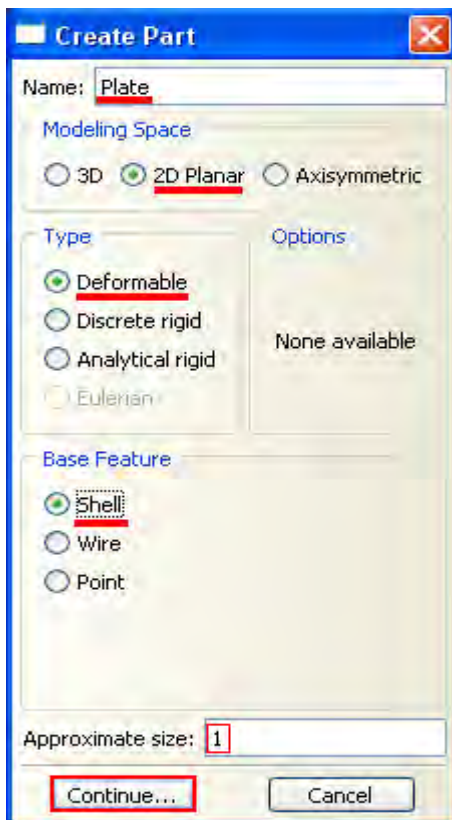 Create Part
Name: Plate
Modeling Space
3D 2D Planar Axisymmetric
Type
Options
Deformable
Discrete rigid
Analytical rigid
Eulerian
None available
Base Feature
Shell
Wire
Point
Approximate size: 1
Continue... Cancel